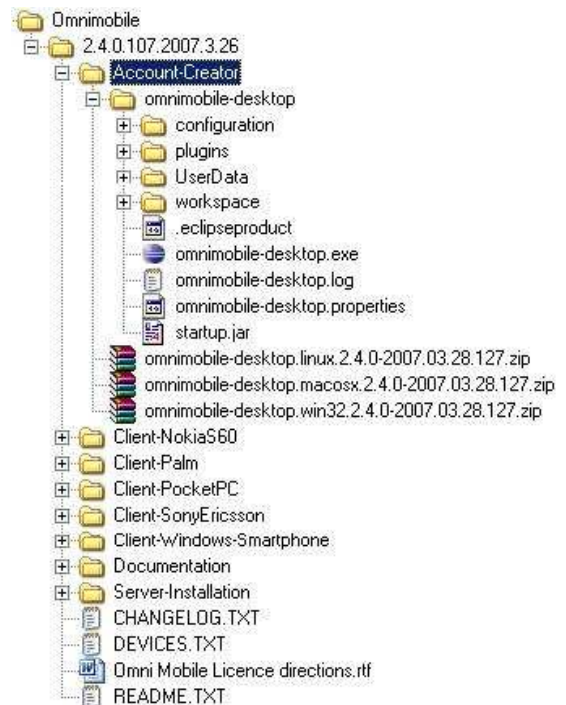 Omnimobile
2.4.0.107.2007.3.26
Account-Creator
omnimobile-desktop
configuration
plugins
UserData
workspace
.eclipseproduct
omnimobile-desktop.exe
omnimobile-desktop.log
omnimobile-desktop.properties
startup.jar
omnimobile-desktop.linux.2.4.0-2007.03.28.127.zip
omnimobile-desktop.macosx.2.4.0-2007.03.28.127.zip
omnimobile-desktop.win32.2.4.0-2007.03.28.127.zip
Client-NokiaS60
Client-Palm
Client-PocketPC
Client-SonyEricsson
Client-Windows-Smartphone
Documentation
Server-Installation
CHANGELOG.TXT
DEVICES.TXT
Omni Mobile Licence directions.rtf
README.TXT